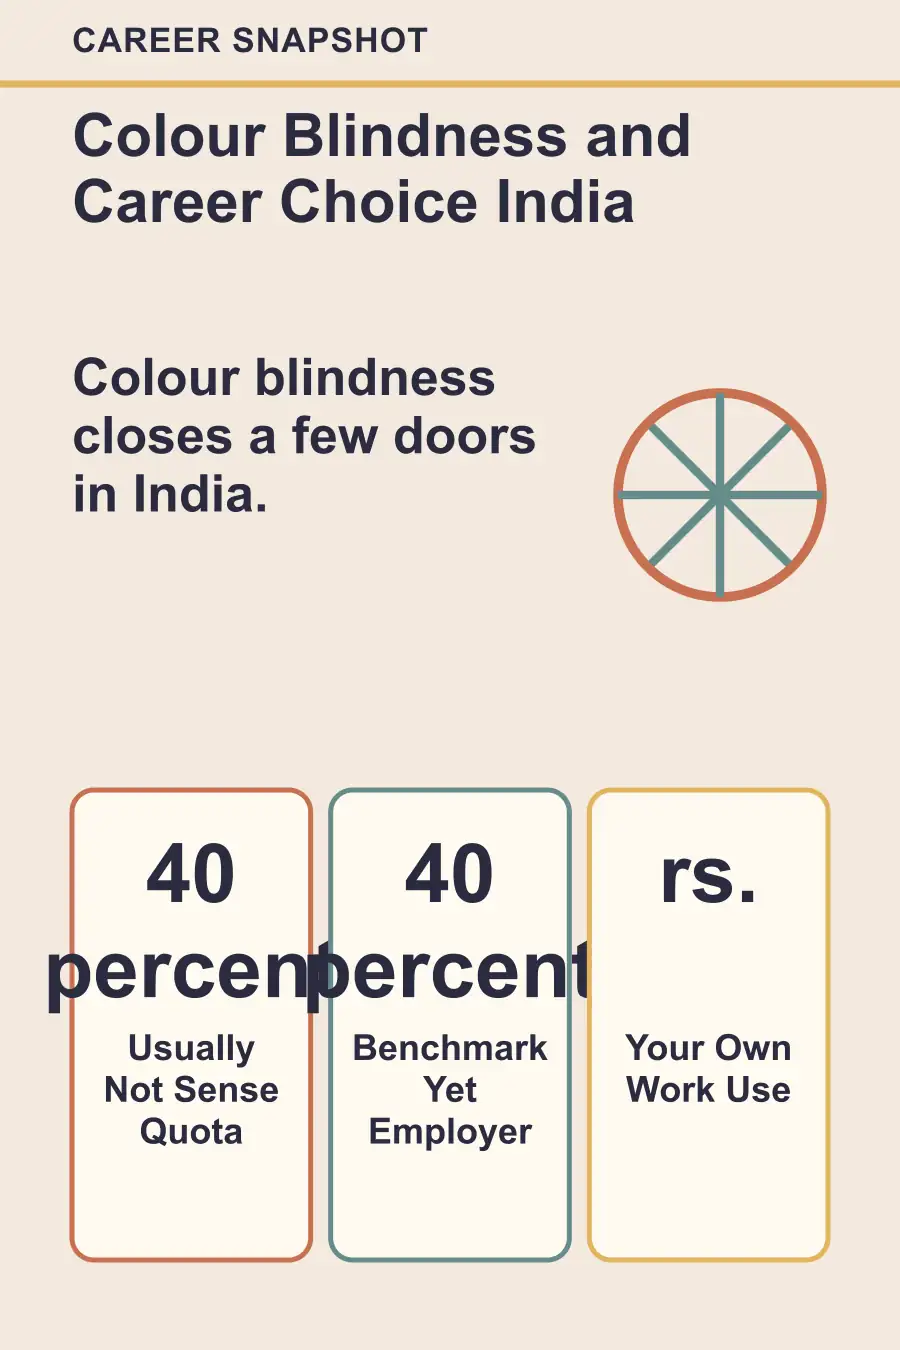 CAREER SNAPSHOT
Colour Blindness and
Career Choice India
Colour blindness
closes a few doors
in India.
40
percent
Usually
Not Sense
Quota
40
percent
Benchmark
Yet
Employer
rs.
Your Own
Work Use